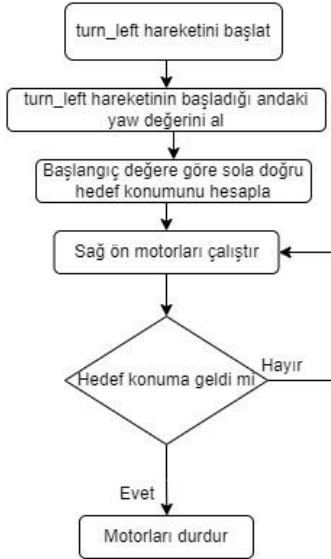 turn_left hareketini başlat
turn_left hareketinin başladığı andaki
yaw değerini al
Başlangıç değere göre sola doğru
hedef konumunu hesapla
Sağ ön motorları çalıştır
Hedef konuma geldi mi
Hayır
Evet
Motorları durdur